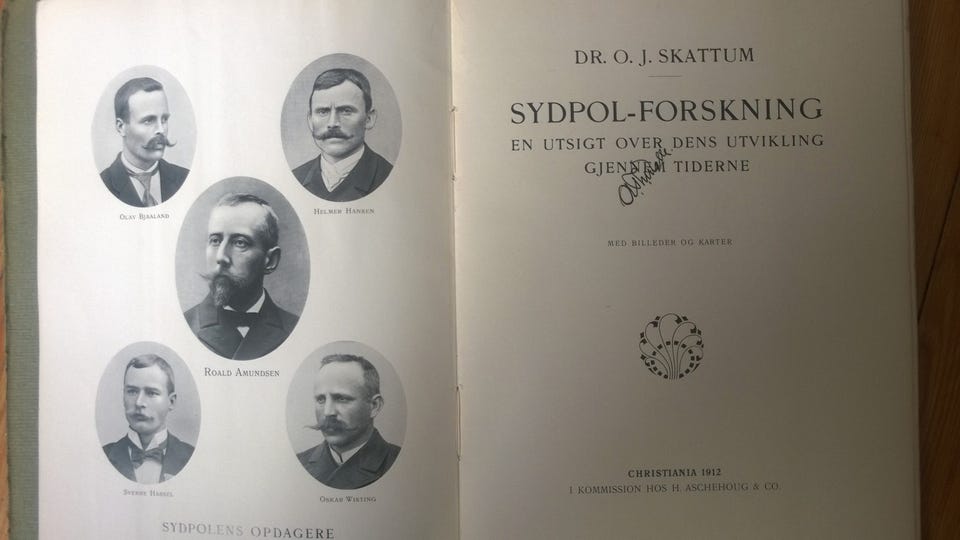 OLAV BJAALAND
HELMER HANSEN
ROALD AMUNDSEN
SVERRE HASSEL
OSKAR WISTING
SYDPOLENS OPDAGERE
DR. O. J. SKATTUM
SYDPOL-FORSKNING
EN UTSIGT OVER DENS UTVIKLING
GJENNEM TIDERNE
MED BILLEDER OG KARTER
CHRISTIANIA 1912
I KOMMISSION HOS H. ASCHEHOUG & CO.